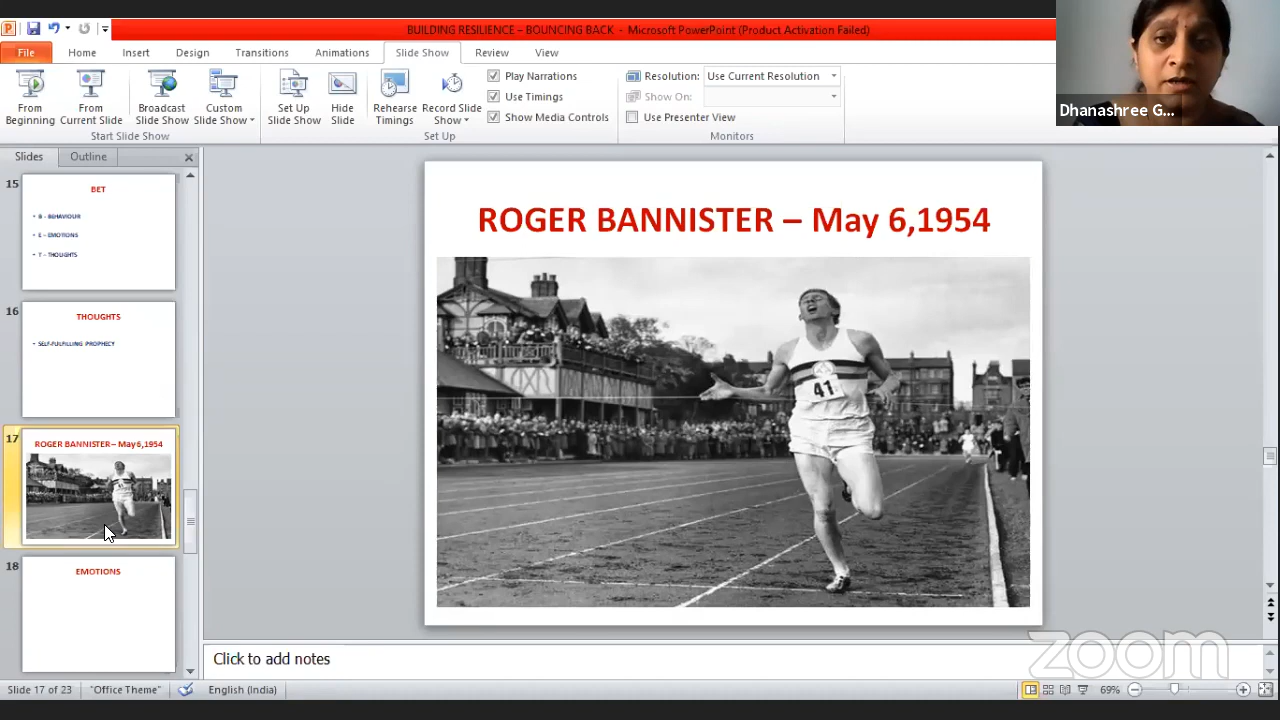 BUILDING RESILIENCE – BOUNCING BACK - Microsoft PowerPoint (Product Activation Failed)
File Home Insert Design Transitions Animations Slide Show Review View
From Beginning
From Current Slide
Broadcast Slide Show
Custom Slide Show
Start Slide Show
Set Up Slide Show
Hide Slide
Rehearse Timings
Record Slide Show
Play Narrations
Use Timings
Show Media Controls
Set Up
Resolution: Use Current Resolution
Show On:
Use Presenter View
Monitors
Dhanashree G...
Slides Outline
15
BET
• B - BEHAVIOUR
• E - EMOTIONS
• T - THOUGHTS
16
THOUGHTS
• SELF-FULFILLING PROPHECY
17
ROGER BANNISTER – May 6,1954
18
EMOTIONS
ROGER BANNISTER – May 6,1954
41
Click to add notes
zoom
Slide 17 of 23 "Office Theme" English (India) 69%